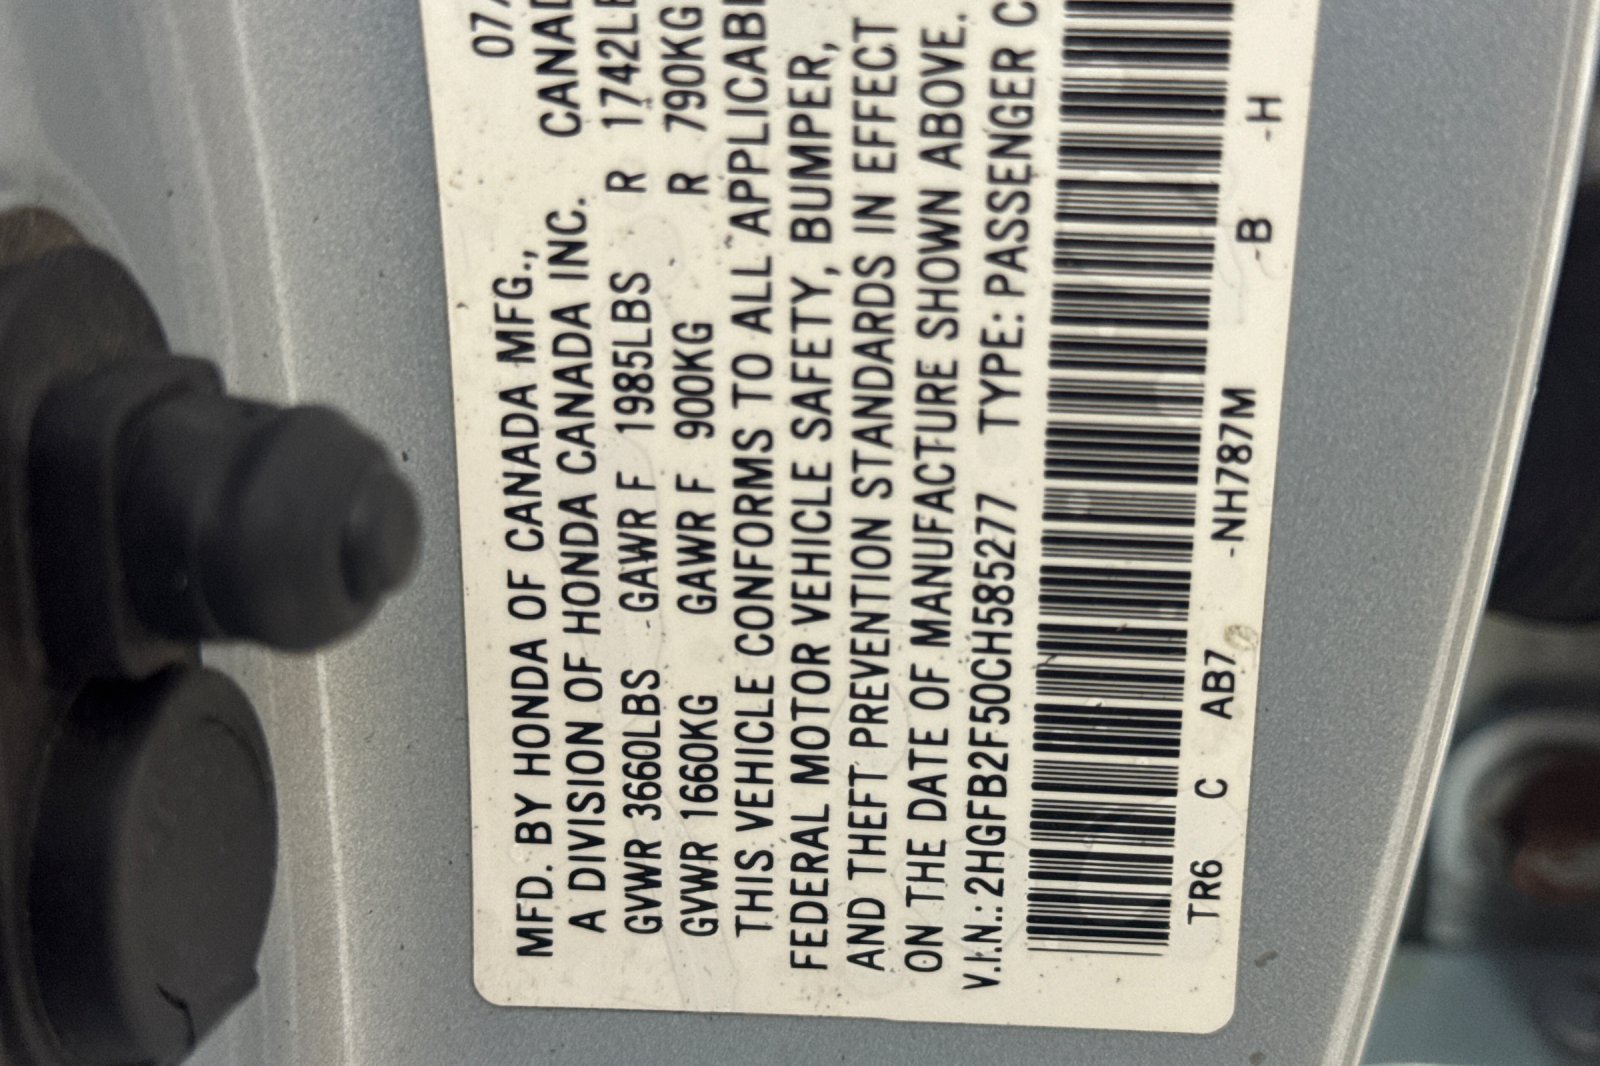 07
MFD. BY HONDA OF CANADA MFG.,
A DIVISION OF HONDA CANADA INC. CANAD
GVWR 3660LBS GAWR F 1985LBS R 1742LB
GVWR 1660KG GAWR F 900KG R 790KG
THIS VEHICLE CONFORMS TO ALL APPLICABL
FEDERAL MOTOR VEHICLE SAFETY, BUMPER,
AND THEFT PREVENTION STANDARDS IN EFFECT
ON THE DATE OF MANUFACTURE SHOWN ABOVE.
V.I.N.: 2HGFB2F50CH585277 TYPE: PASSENGER C
TR6 C AB7 -NH787M -B -H